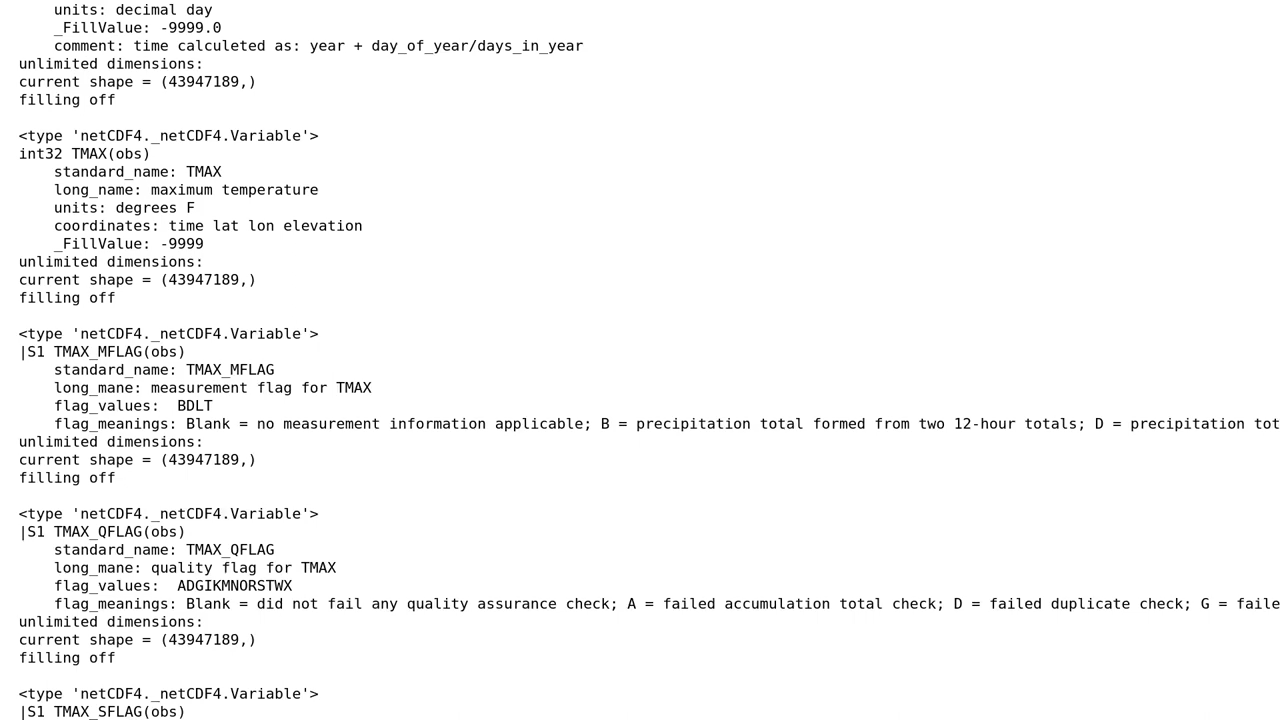 units: decimal day
_FillValue: -9999.0
comment: time calculeted as: year + day_of_year/days_in_year
unlimited dimensions:
current shape = (43947189,)
filling off
<type 'netCDF4._netCDF4.Variable'>
int32 TMAX(obs)
standard_name: TMAX
long_name: maximum temperature
units: degrees F
coordinates: time lat lon elevation
_FillValue: -9999
unlimited dimensions:
current shape = (43947189,)
filling off
<type 'netCDF4._netCDF4.Variable'>
|S1 TMAX_MFLAG(obs)
standard_name: TMAX_MFLAG
long_mane: measurement flag for TMAX
flag_values:  BDLT
flag_meanings: Blank = no measurement information applicable; B = precipitation total formed from two 12-hour totals; D = precipitation tot
unlimited dimensions:
current shape = (43947189,)
filling off
<type 'netCDF4._netCDF4.Variable'>
|S1 TMAX_QFLAG(obs)
standard_name: TMAX_QFLAG
long_mane: quality flag for TMAX
flag_values:  ADGIKMNORSTWX
flag_meanings: Blank = did not fail any quality assurance check; A = failed accumulation total check; D = failed duplicate check; G = faile
unlimited dimensions:
current shape = (43947189,)
filling off
<type 'netCDF4._netCDF4.Variable'>
|S1 TMAX_SFLAG(obs)